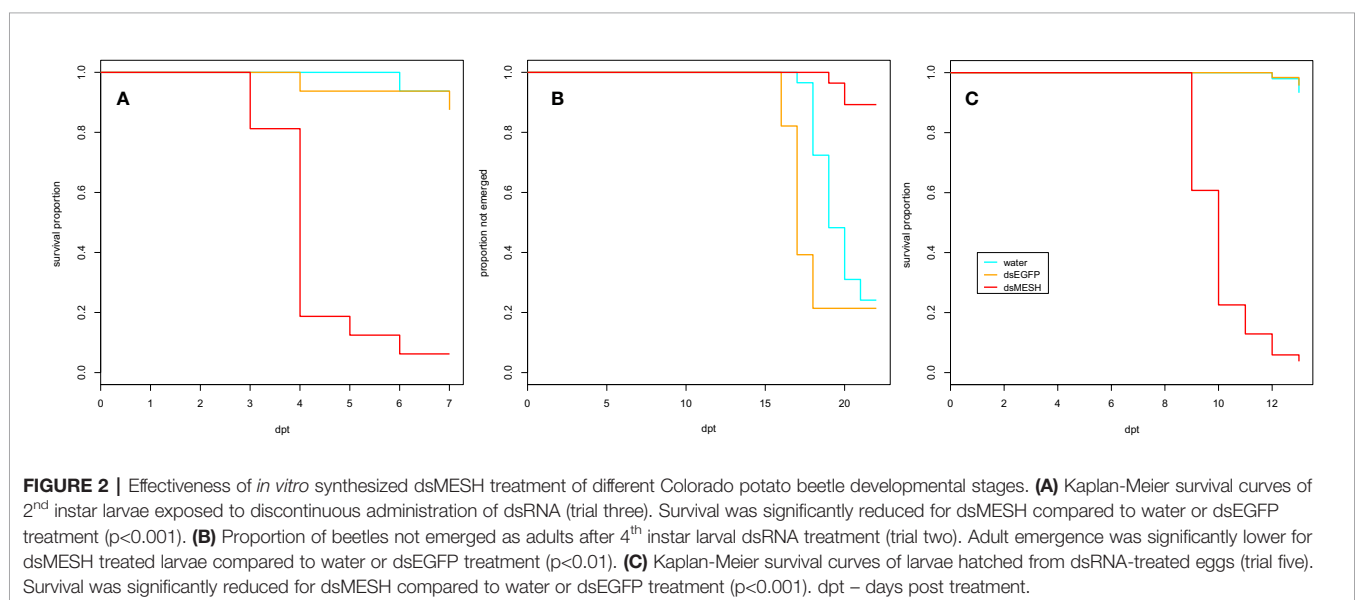 A
survival proportion
1.0
0.8
0.6
0.4
0.2
0.0
0 1 2 3 4 5 6 7
dpt
B
proportion not emerged
1.0
0.8
0.6
0.4
0.2
0.0
0 5 10 15 20
dpt
C
survival proportion
1.0
0.8
0.6
0.4
0.2
0.0
water
dsEGFP
dsMESH
0 2 4 6 8 10 12
dpt
FIGURE 2 | Effectiveness of in vitro synthesized dsMESH treatment of different Colorado potato beetle developmental stages. (A) Kaplan-Meier survival curves of
2nd instar larvae exposed to discontinuous administration of dsRNA (trial three). Survival was significantly reduced for dsMESH compared to water or dsEGFP
treatment (p<0.001). (B) Proportion of beetles not emerged as adults after 4th instar larval dsRNA treatment (trial two). Adult emergence was significantly lower for
dsMESH treated larvae compared to water or dsEGFP treatment (p<0.01). (C) Kaplan-Meier survival curves of larvae hatched from dsRNA-treated eggs (trial five).
Survival was significantly reduced for dsMESH compared to water or dsEGFP treatment (p<0.001). dpt – days post treatment.